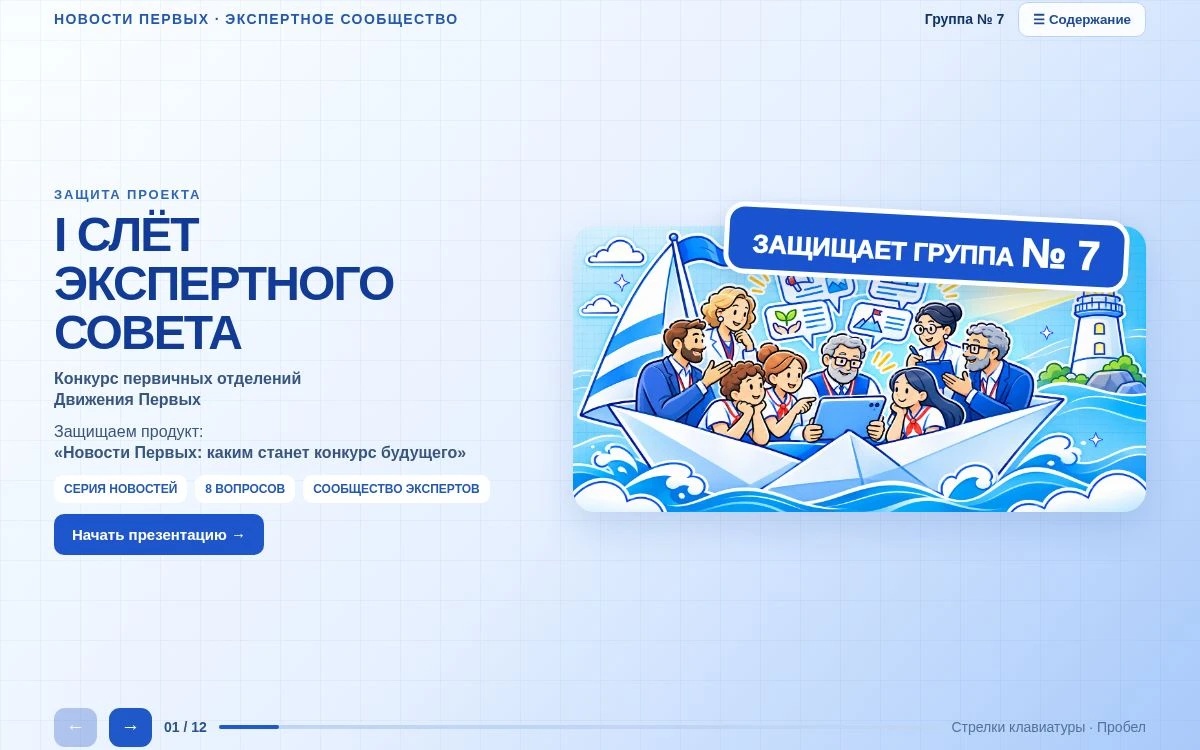 НОВОСТИ ПЕРВЫХ · ЭКСПЕРТНОЕ СООБЩЕСТВО
Группа № 7
☰ Содержание
ЗАЩИТА ПРОЕКТА
I СЛЁТ
ЭКСПЕРТНОГО
СОВЕТА
Конкурс первичных отделений
Движения Первых
Защищаем продукт:
«Новости Первых: каким станет конкурс будущего»
СЕРИЯ НОВОСТЕЙ
8 ВОПРОСОВ
СООБЩЕСТВО ЭКСПЕРТОВ
Начать презентацию →
ЗАЩИЩАЕТ ГРУППА № 7
← → 01 / 12
Стрелки клавиатуры · Пробел